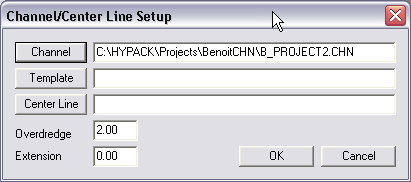 Channel/Center Line Setup
Channel C:\HYPACK\Projects\BenoitCHN\B_PROJECT2.CHN
Template
Center Line
Overdredge 2.00
Extension 0.00 OK Cancel